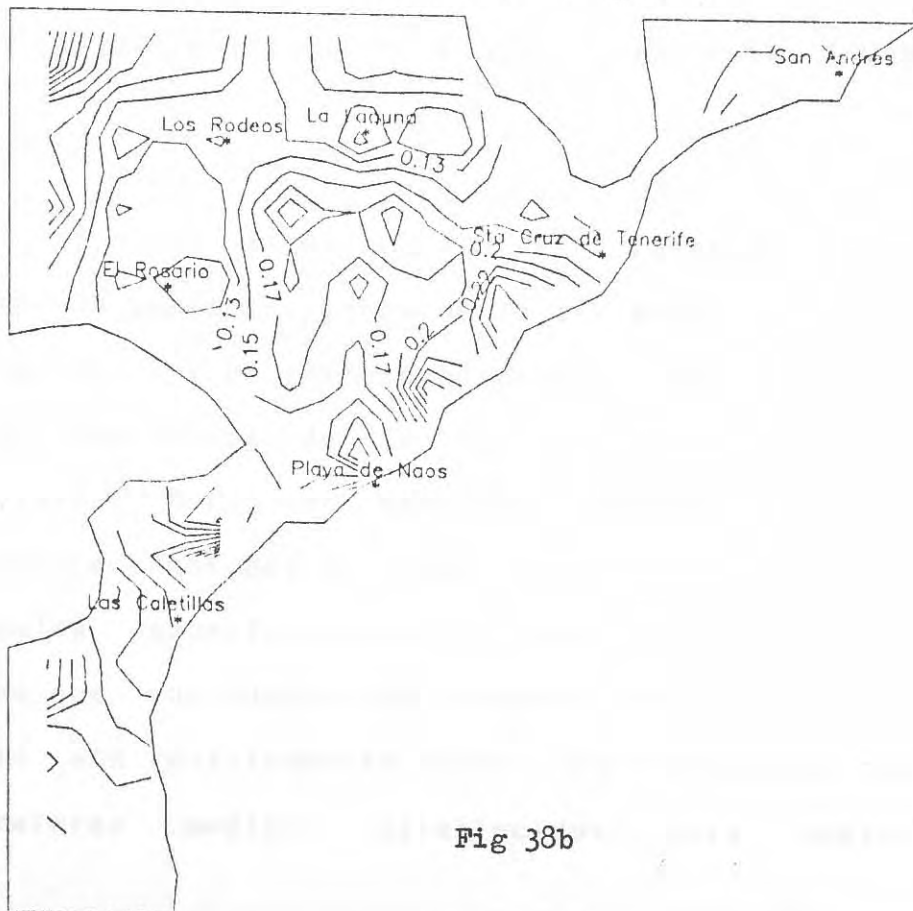 San Andres
La Laguna
Los Rodeos
0.13
Sta Cruz de Tenerife
0.2
El Rosario
0.17
0.13
0.15
0.2
0.17
Playa de Naos
Las Caletillas
Fig 38b